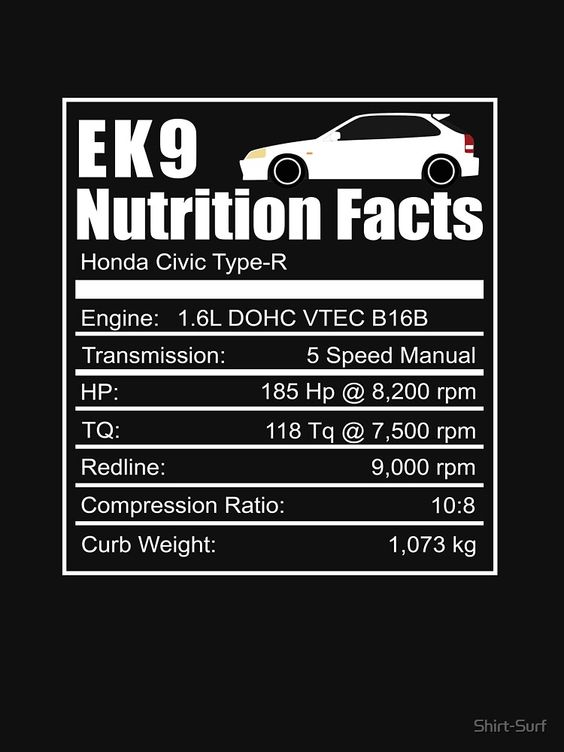 EK9
Nutrition Facts
Honda Civic Type-R
Engine: 1.6L DOHC VTEC B16B
Transmission: 5 Speed Manual
HP: 185 Hp @ 8,200 rpm
TQ: 118 Tq @ 7,500 rpm
Redline: 9,000 rpm
Compression Ratio: 10:8
Curb Weight: 1,073 kg
Shirt-Surf